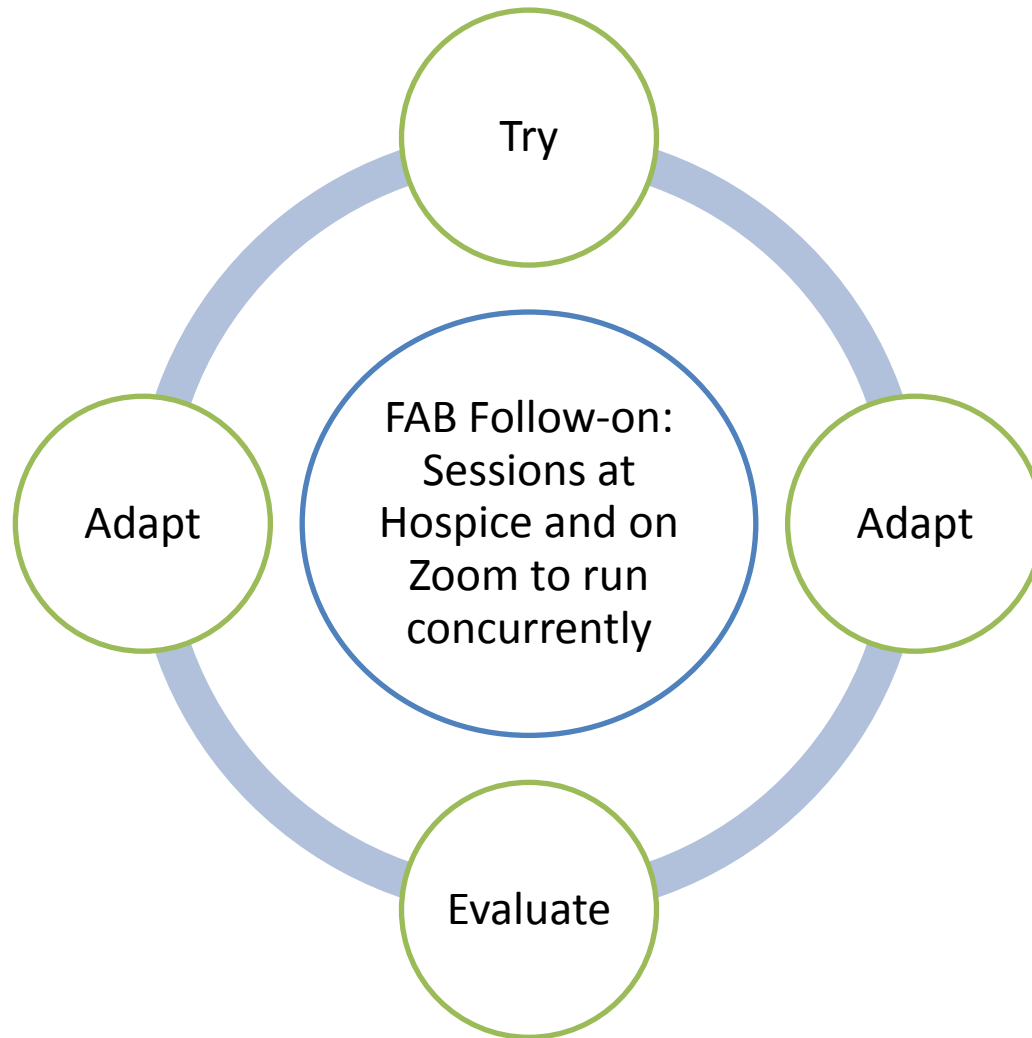 Try
FAB Follow-on:
Sessions at
Hospice and on
Zoom to run
concurrently
Adapt
Adapt
Evaluate